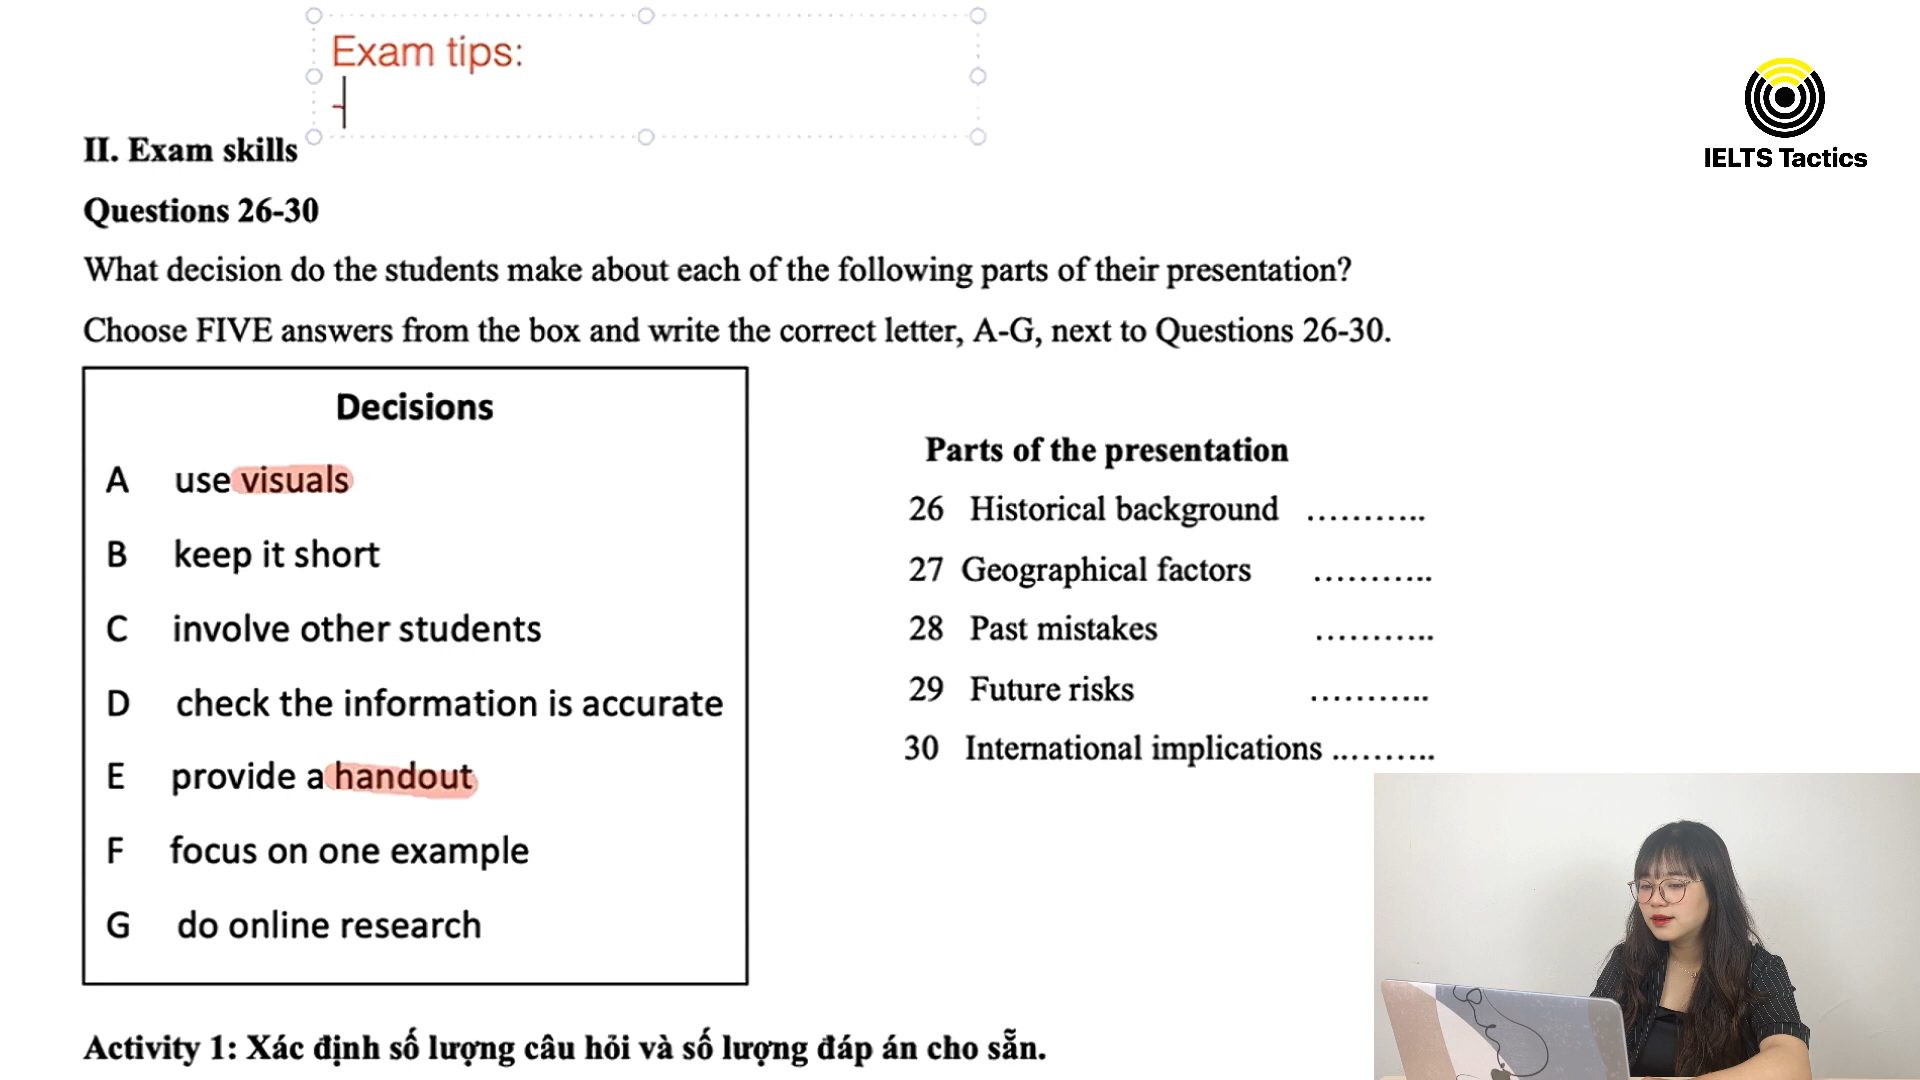 Exam tips:
-
IELTS Tactics
II. Exam skills
Questions 26-30
What decision do the students make about each of the following parts of their presentation?
Choose FIVE answers from the box and write the correct letter, A-G, next to Questions 26-30.
Decisions
A use visuals
B keep it short
C involve other students
D check the information is accurate
E provide a handout
F focus on one example
G do online research
Parts of the presentation
26 Historical background ...........
27 Geographical factors ...........
28 Past mistakes ...........
29 Future risks ...........
30 International implications ..........
Activity 1: Xác định số lượng câu hỏi và số lượng đáp án cho sẵn.